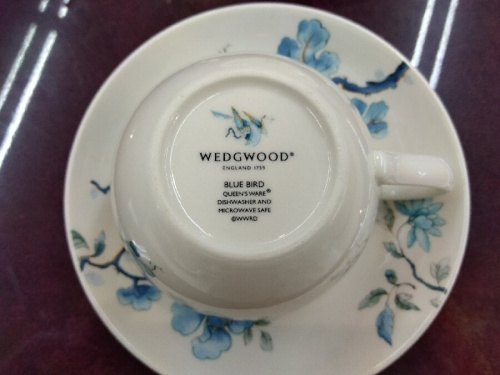 WEDGWOOD®
ENGLAND 1759
BLUE BIRD
QUEEN'S WARE®
DISHWASHER AND
MICROWAVE SAFE
©WWRD